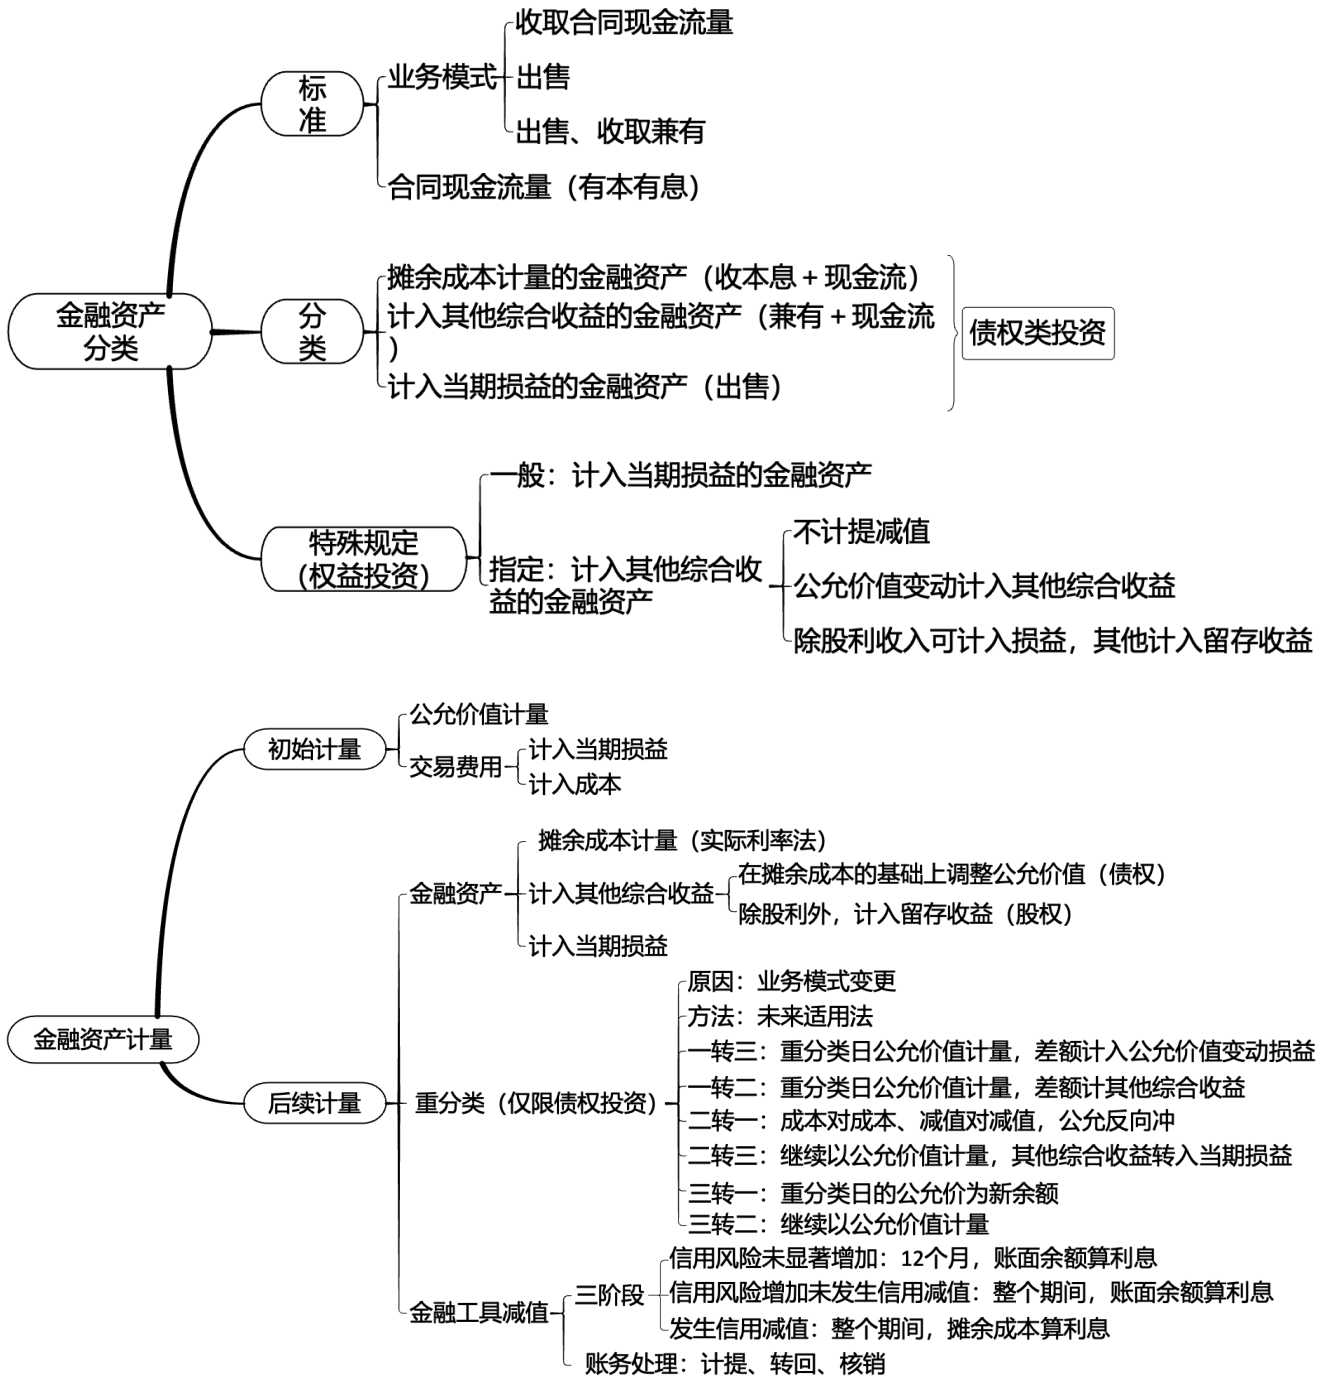 金融资产
分类
标
准
业务模式
收取合同现金流量
出售
出售、收取兼有
合同现金流量（有本有息）
分
类
摊余成本计量的金融资产（收本息＋现金流）
计入其他综合收益的金融资产（兼有＋现金流
）
计入当期损益的金融资产（出售）
债权类投资
特殊规定
（权益投资）
一般：计入当期损益的金融资产
指定：计入其他综合收
益的金融资产
不计提减值
公允价值变动计入其他综合收益
除股利收入可计入损益，其他计入留存收益
金融资产计量
初始计量
公允价值计量
交易费用
计入当期损益
计入成本
后续计量
金融资产
摊余成本计量（实际利率法）
计入其他综合收益
在摊余成本的基础上调整公允价值（债权）
除股利外，计入留存收益（股权）
计入当期损益
重分类（仅限债权投资）
原因：业务模式变更
方法：未来适用法
一转三：重分类日公允价值计量，差额计入公允价值变动损益
一转二：重分类日公允价值计量，差额计其他综合收益
二转一：成本对成本、减值对减值，公允反向冲
二转三：继续以公允价值计量，其他综合收益转入当期损益
三转一：重分类日的公允价为新余额
三转二：继续以公允价值计量
金融工具减值
三阶段
信用风险未显著增加：12个月，账面余额算利息
信用风险增加未发生信用减值：整个期间，账面余额算利息
发生信用减值：整个期间，摊余成本算利息
账务处理：计提、转回、核销